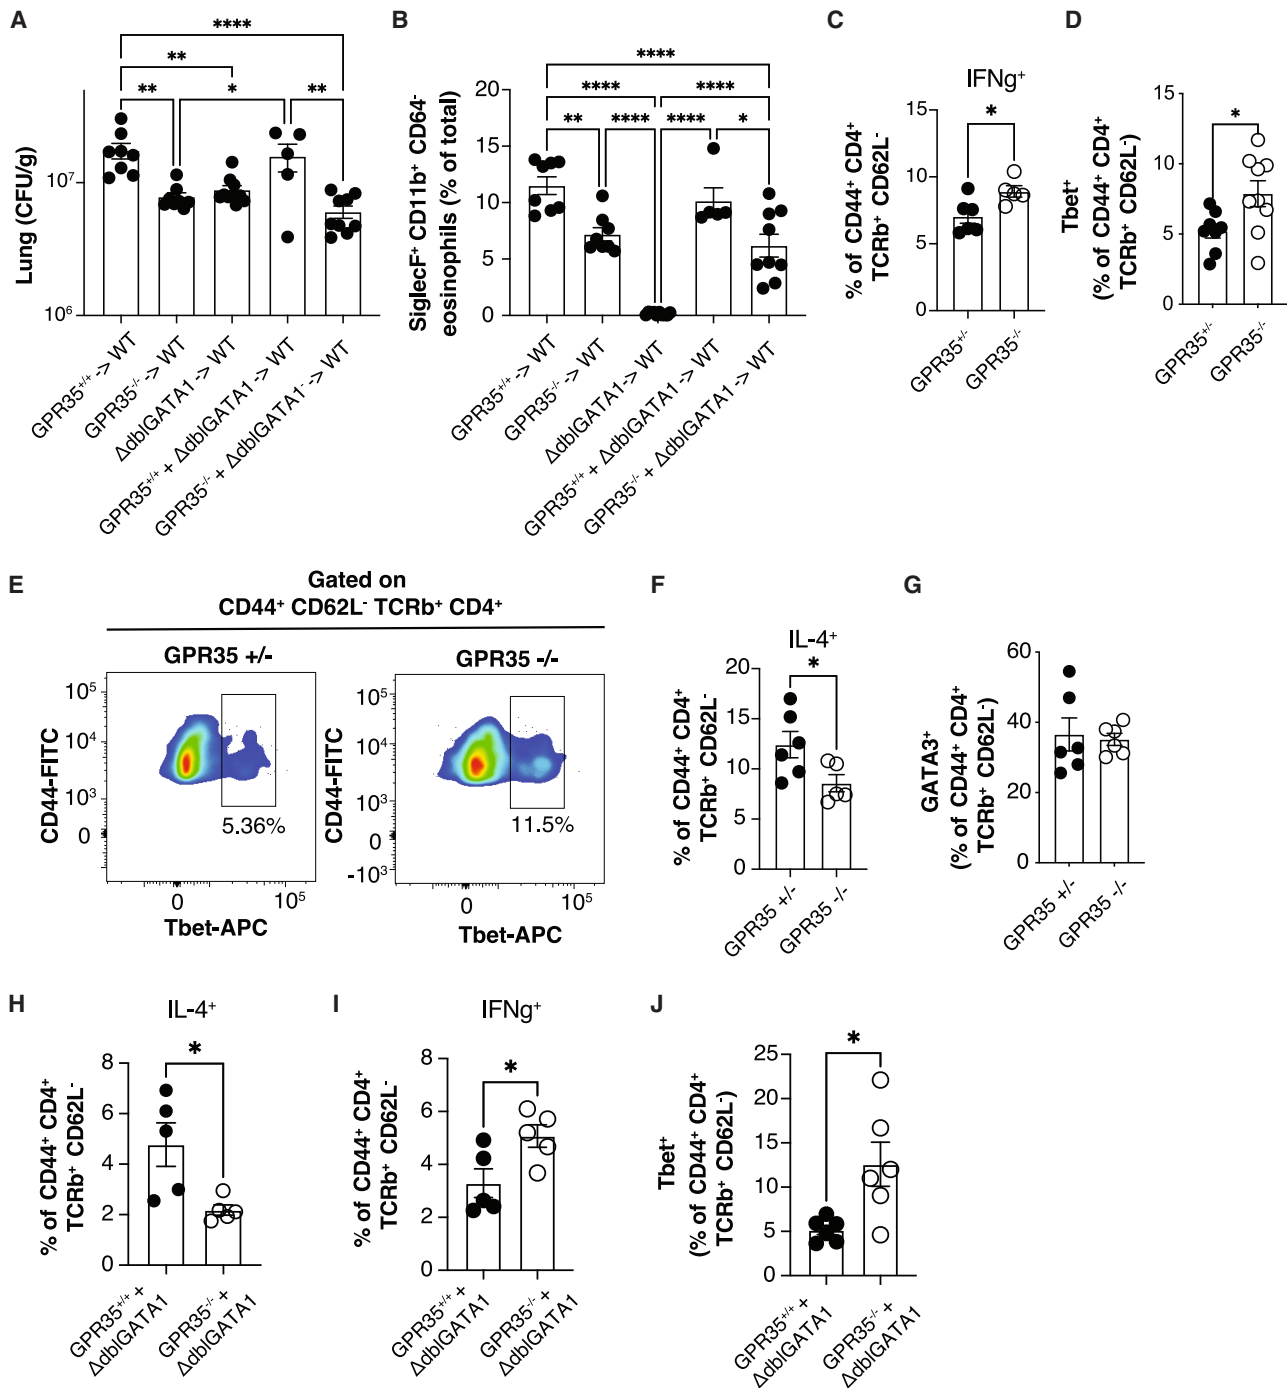 A
****
**
**
*
**
Lung (CFU/g)
10⁷
10⁶
GPR35⁺/⁺ -> WT
GPR35⁻/⁻ -> WT
ΔdblGATA1 -> WT
GPR35⁺/⁺ + ΔdblGATA1 -> WT
GPR35⁻/⁻ + ΔdblGATA1⁻ -> WT
B
****
****
****
**
****
****
*
SiglecF⁺ CD11b⁺ CD64⁻
eosinophils (% of total)
20
15
10
5
0
GPR35⁺/⁺ -> WT
GPR35⁻/⁻ -> WT
ΔdblGATA1 -> WT
GPR35⁺/⁺ + ΔdblGATA1 -> WT
GPR35⁻/⁻ + ΔdblGATA1 -> WT
C
IFNg⁺
*
% of CD44⁺ CD4⁺
TCRb⁺ CD62L⁻
15
10
5
0
GPR35⁺/⁻
GPR35⁻/⁻
D
*
Tbet⁺
(% of CD44⁺ CD4⁺
TCRb⁺ CD62L⁻)
15
10
5
0
GPR35⁺/⁻
GPR35⁻/⁻
E
Gated on
CD44⁺ CD62L⁻ TCRb⁺ CD4⁺
GPR35 +/-
CD44-FITC
10⁵
10⁴
10³
0
5.36%
0
10⁵
Tbet-APC
GPR35 -/-
CD44-FITC
10⁵
10⁴
10³
0
-10³
11.5%
0
10⁵
Tbet-APC
F
IL-4⁺
*
% of CD44⁺ CD4⁺
TCRb⁺ CD62L⁻
20
15
10
5
0
GPR35 +/-
GPR35 -/-
G
GATA3⁺
(% of CD44⁺ CD4⁺
TCRb⁺ CD62L⁻)
60
40
20
0
GPR35 +/-
GPR35 -/-
H
IL-4⁺
*
% of CD44⁺ CD4⁺
TCRb⁺ CD62L⁻
8
6
4
2
0
GPR35⁺/⁺ +
ΔdblGATA1
GPR35⁻/⁻ +
ΔdblGATA1
I
IFNg⁺
*
% of CD44⁺ CD4⁺
TCRb⁺ CD62L⁻
8
6
4
2
0
GPR35⁺/⁺ +
ΔdblGATA1
GPR35⁻/⁻ +
ΔdblGATA1
J
*
Tbet⁺
(% of CD44⁺ CD4⁺
TCRb⁺ CD62L⁻)
25
20
15
10
5
0
GPR35⁺/⁺ +
ΔdblGATA1
GPR35⁻/⁻ +
ΔdblGATA1